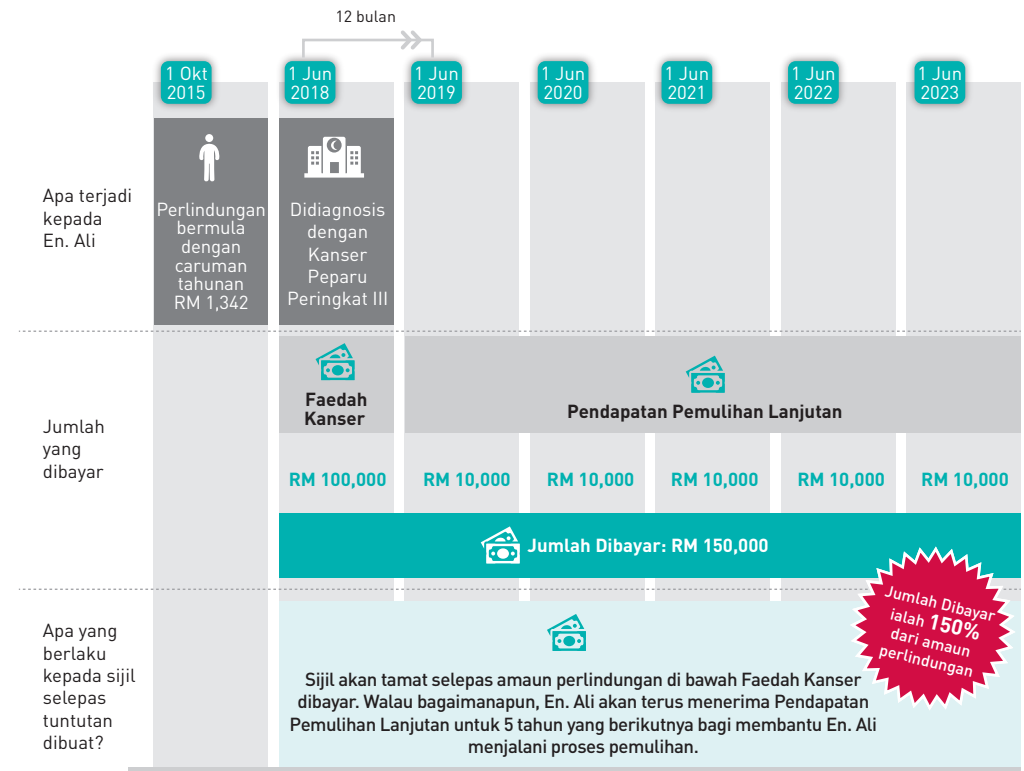 12 bulan
1 Okt
2015
1 Jun
2018
1 Jun
2019
1 Jun
2020
1 Jun
2021
1 Jun
2022
1 Jun
2023
Apa terjadi
kepada
En. Ali
Perlindungan
bermula
dengan
caruman
tahunan
RM 1,342
Didiagnosis
dengan
Kanser
Peparu
Peringkat III
Jumlah
yang
dibayar
Faedah
Kanser
Pendapatan Pemulihan Lanjutan
RM 100,000
RM 10,000
RM 10,000
RM 10,000
RM 10,000
RM 10,000
Jumlah Dibayar: RM 150,000
Jumlah Dibayar
ialah 150%
dari amaun
perlindungan
Apa yang
berlaku
kepada sijil
selepas
tuntutan
dibuat?
Sijil akan tamat selepas amaun perlindungan di bawah Faedah Kanser
dibayar. Walau bagaimanapun, En. Ali akan terus menerima Pendapatan
Pemulihan Lanjutan untuk 5 tahun yang berikutnya bagi membantu En. Ali
menjalani proses pemulihan.